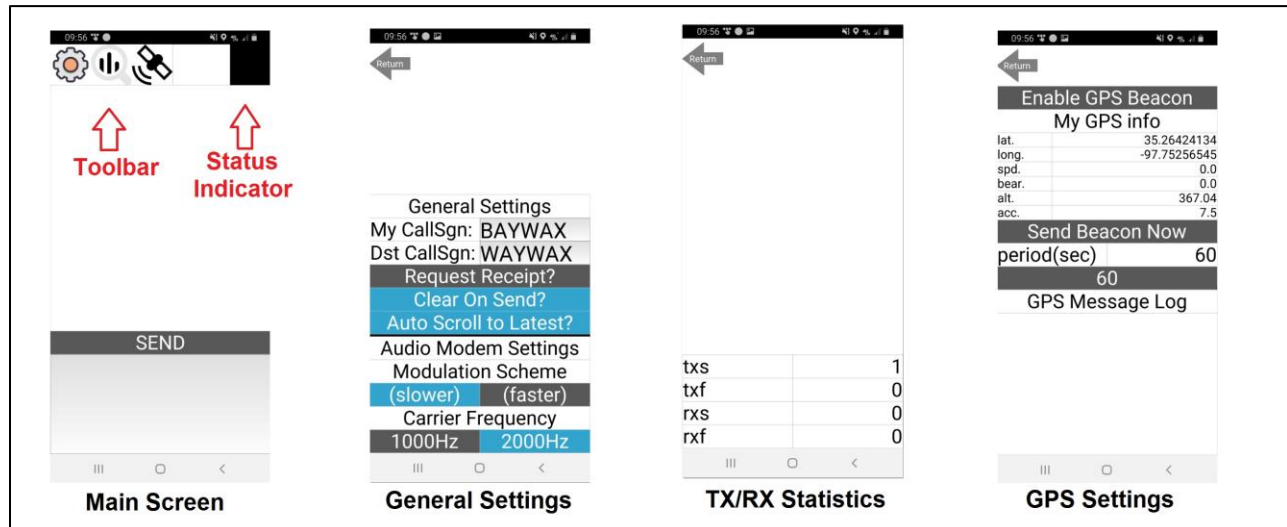 09:56
Toolbar
Status
Indicator
SEND
Main Screen
09:56
Return
General Settings
My CallSgn: BAYWAX
Dst CallSgn: WAYWAX
Request Receipt?
Clear On Send?
Auto Scroll to Latest?
Audio Modem Settings
Modulation Scheme
(slower) (faster)
Carrier Frequency
1000Hz 2000Hz
General Settings
09:56
Return
txs 1
txf 0
rxs 0
rxf 0
TX/RX Statistics
09:56
Return
Enable GPS Beacon
My GPS info
lat. 35.26424134
long. -97.75256545
spd. 0.0
bear. 0.0
alt. 367.04
acc. 7.5
Send Beacon Now
period(sec) 60
60
GPS Message Log
GPS Settings